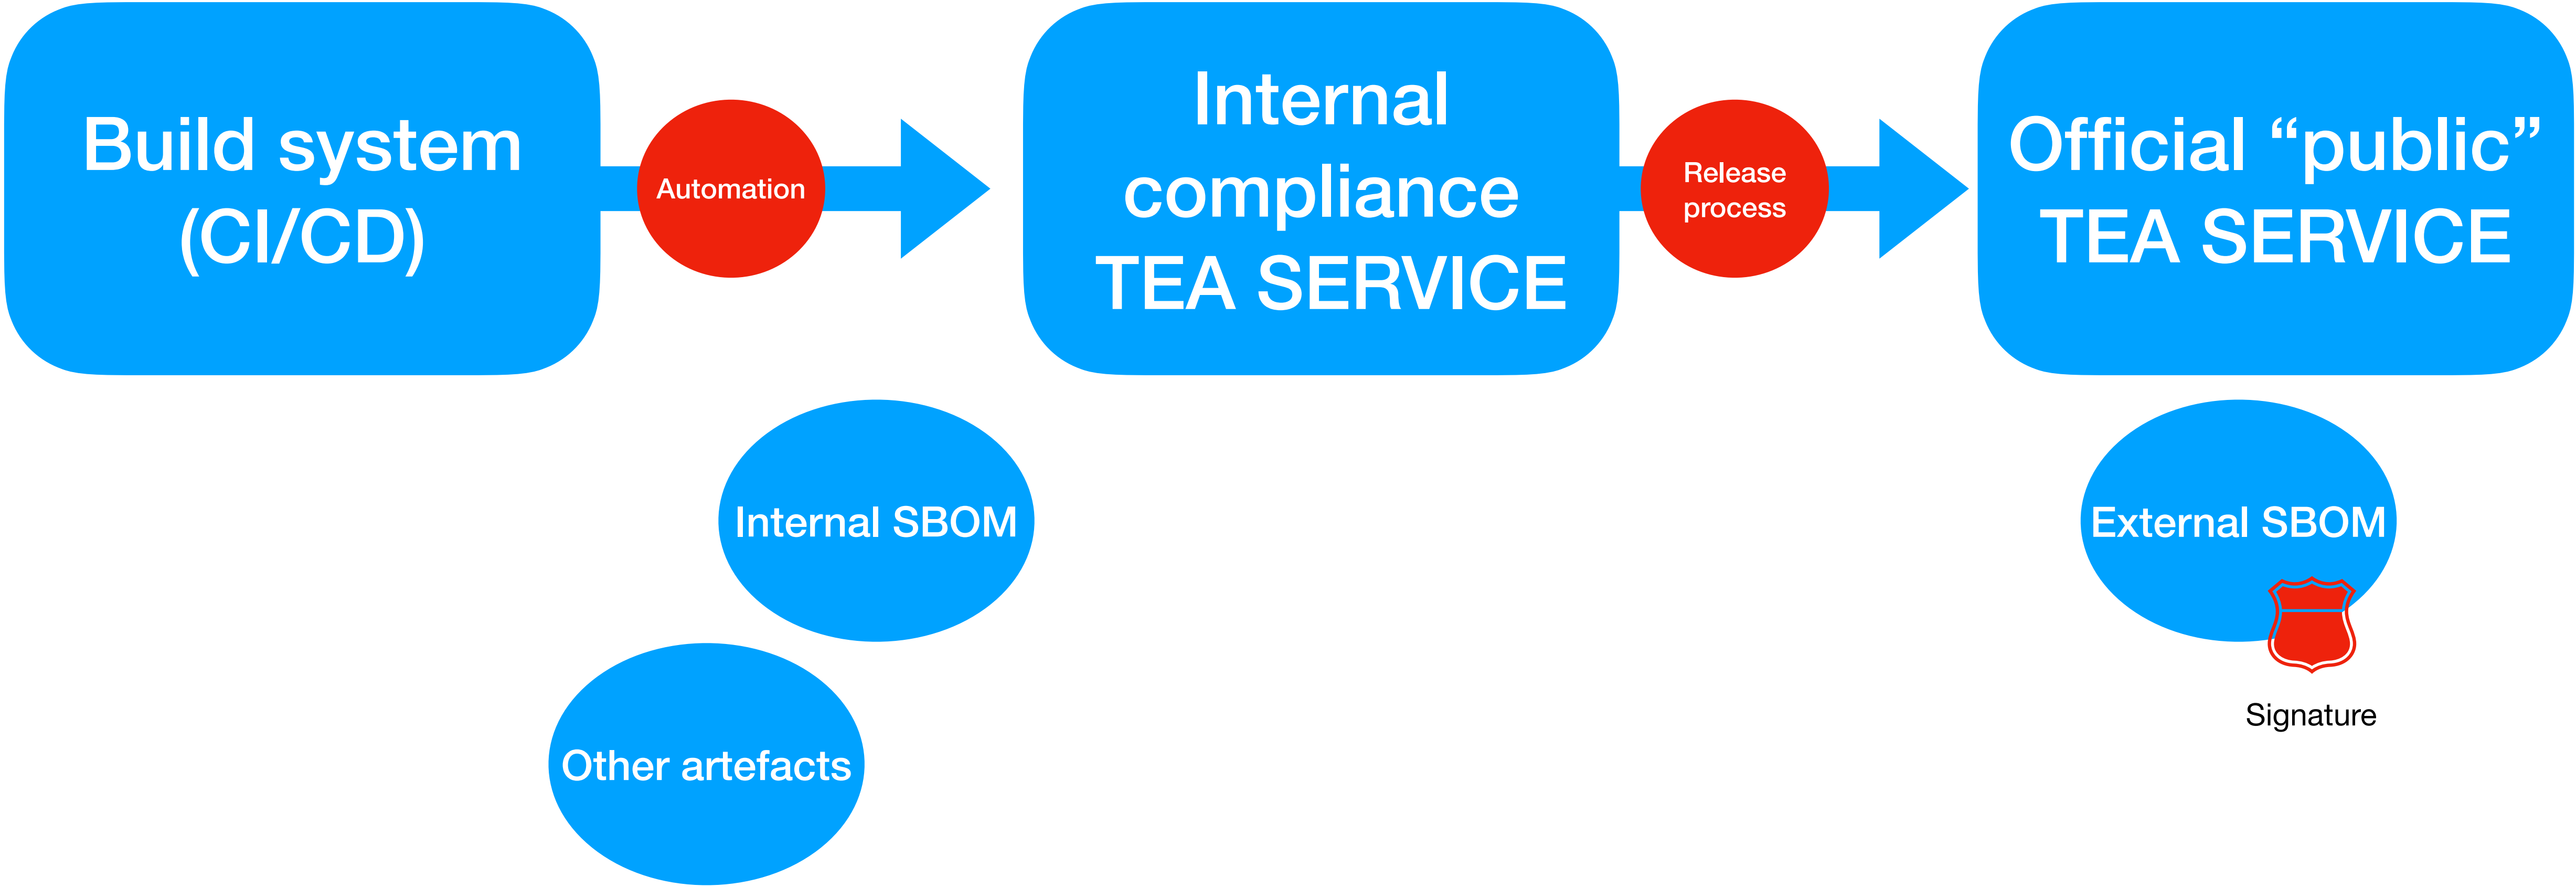 Build system
(CI/CD)
Automation
Internal
compliance
TEA SERVICE
Release
process
Official “public”
TEA SERVICE
Internal SBOM
External SBOM
Signature
Other artefacts